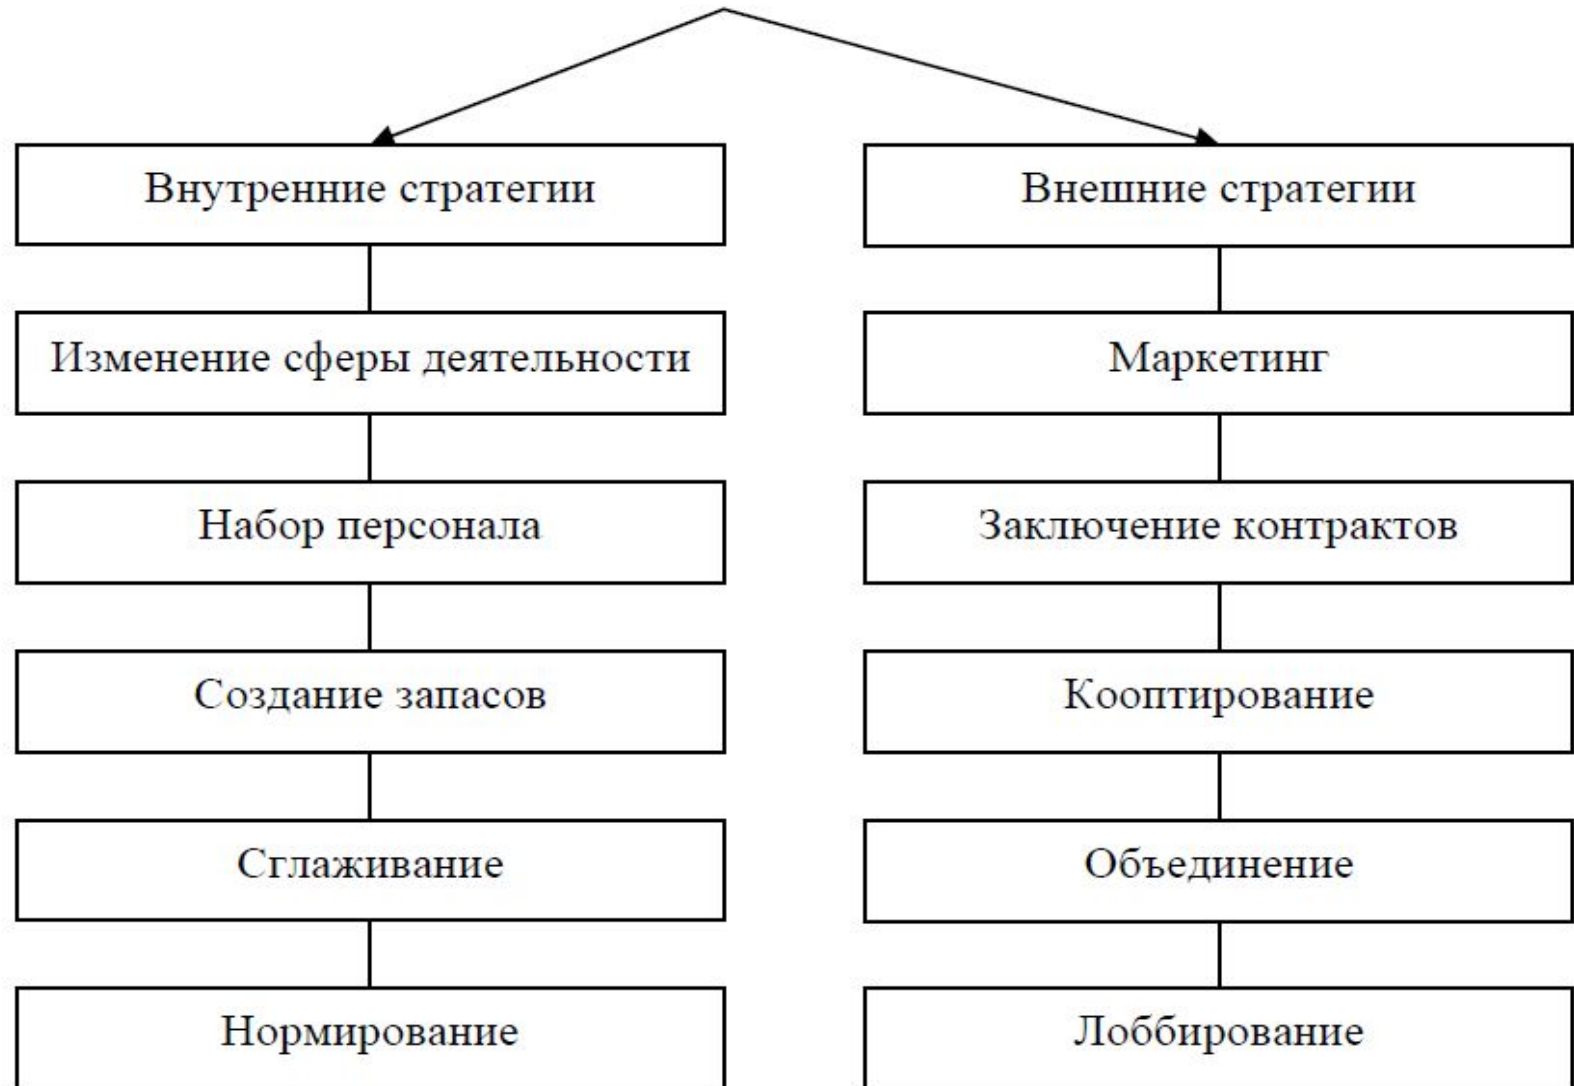 Внутренние стратегии
Изменение сферы деятельности
Набор персонала
Создание запасов
Сглаживание
Нормирование
Внешние стратегии
Маркетинг
Заключение контрактов
Кооптирование
Объединение
Лоббирование